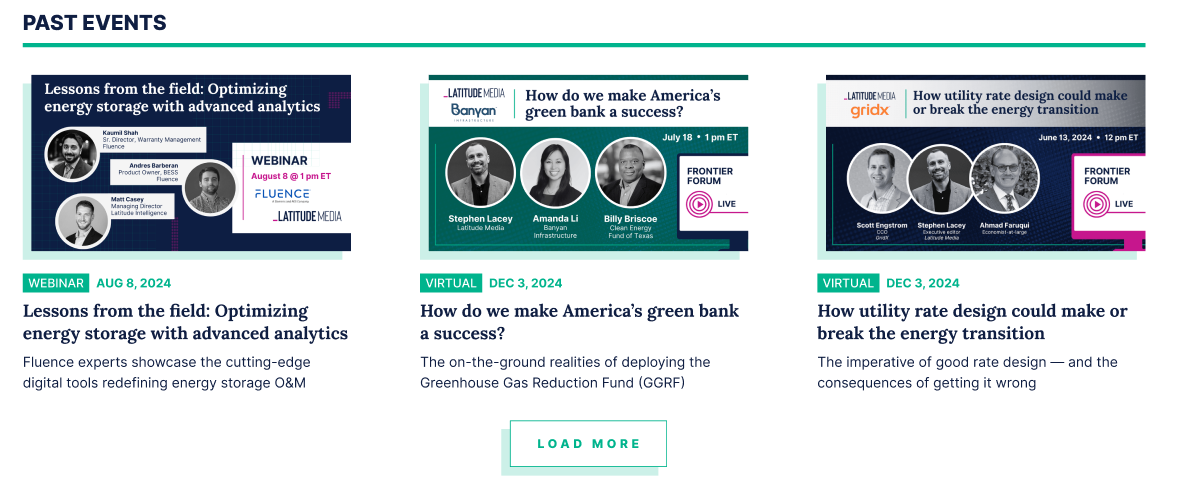 PAST EVENTS
Lessons from the field: Optimizing
energy storage with advanced analytics
Kaumil Shah
Sr. Director, Warranty Management
Fluence
Andres Barberan
Product Owner, BESS
Fluence
Matt Casey
Managing Director
Latitude Intelligence
WEBINAR
August 8 @ 1 pm ET
FLUENCE
_LATITUDE MEDIA
WEBINAR AUG 8, 2024
Lessons from the field: Optimizing
energy storage with advanced analytics
Fluence experts showcase the cutting-edge
digital tools redefining energy storage O&M
_LATITUDE MEDIA
Banyan
INFRASTRUCTURE
How do we make America’s
green bank a success?
July 18 • 1 pm ET
FRONTIER
FORUM
LIVE
Stephen Lacey
Latitude Media
Amanda Li
Banyan
Infrastructure
Billy Briscoe
Clean Energy
Fund of Texas
VIRTUAL DEC 3, 2024
How do we make America’s green bank
a success?
The on-the-ground realities of deploying the
Greenhouse Gas Reduction Fund (GGRF)
_LATITUDE MEDIA
gridx
How utility rate design could make
or break the energy transition
June 13, 2024 • 12 pm ET
FRONTIER
FORUM
LIVE
Scott Engstrom
CCO
GridX
Stephen Lacey
Executive editor
Latitude Media
Ahmad Faruqui
Economist-at-large
VIRTUAL DEC 3, 2024
How utility rate design could make or
break the energy transition
The imperative of good rate design — and the
consequences of getting it wrong
LOAD MORE